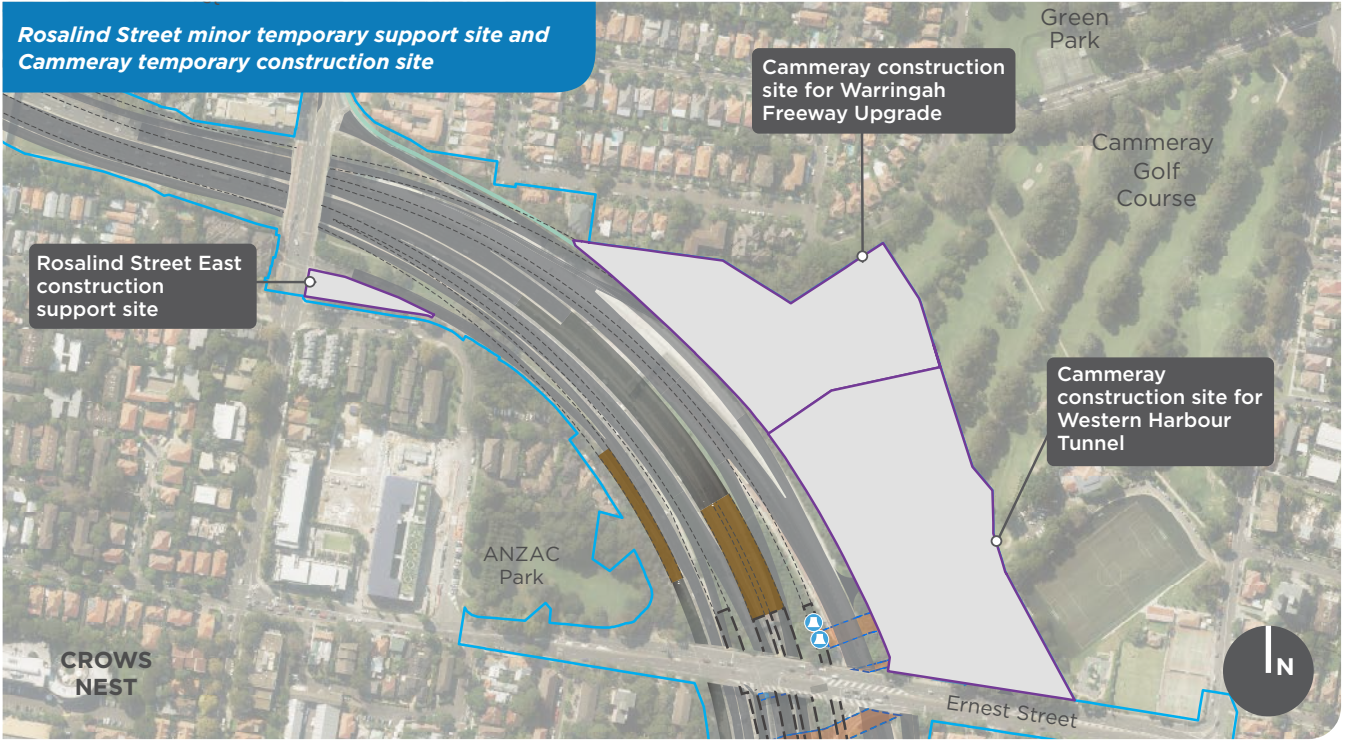 Rosalind Street minor temporary support site and
Cammeray temporary construction site
Green
Park
Cammeray construction
site for Warringah
Freeway Upgrade
Cammeray
Golf
Course
Rosalind Street East
construction
support site
Cammeray
construction site for
Western Harbour
Tunnel
ANZAC
Park
CROWS
NEST
Ernest Street
N